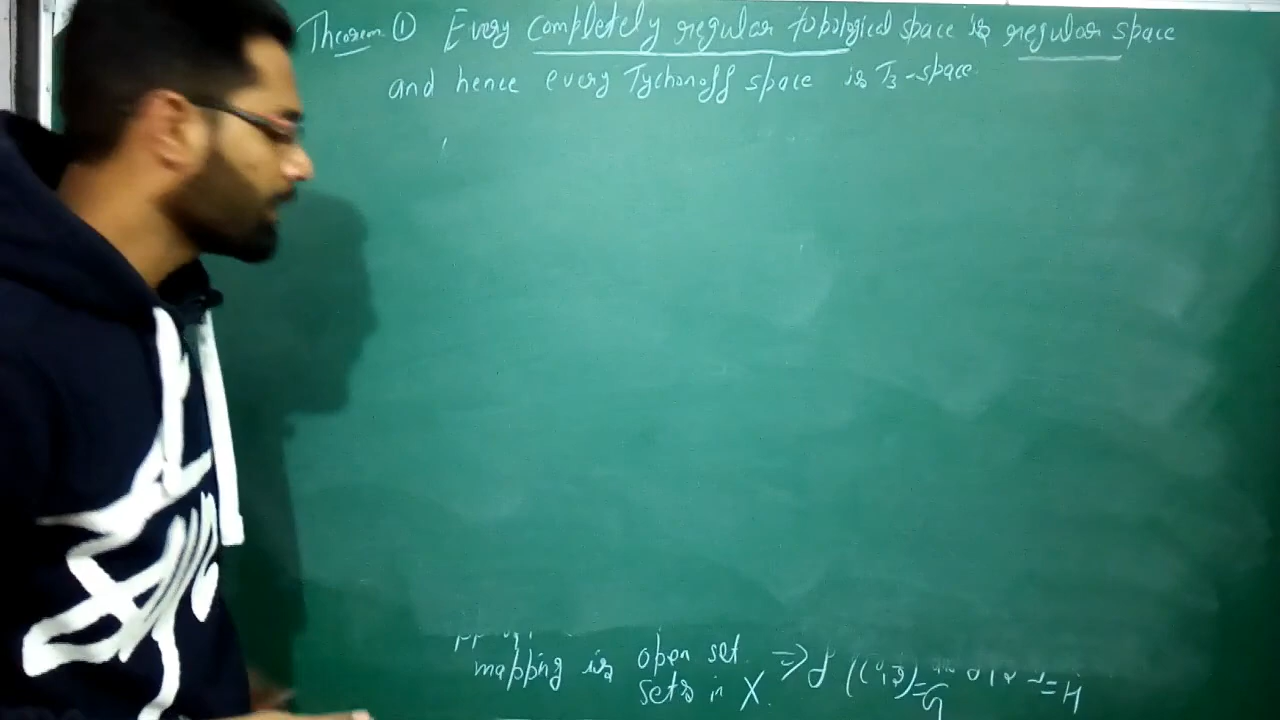 Theorem ① Every completely regular topological space is regular space
and hence every Tychonoff space is T₃-space.
mapping is open set
sets in X.